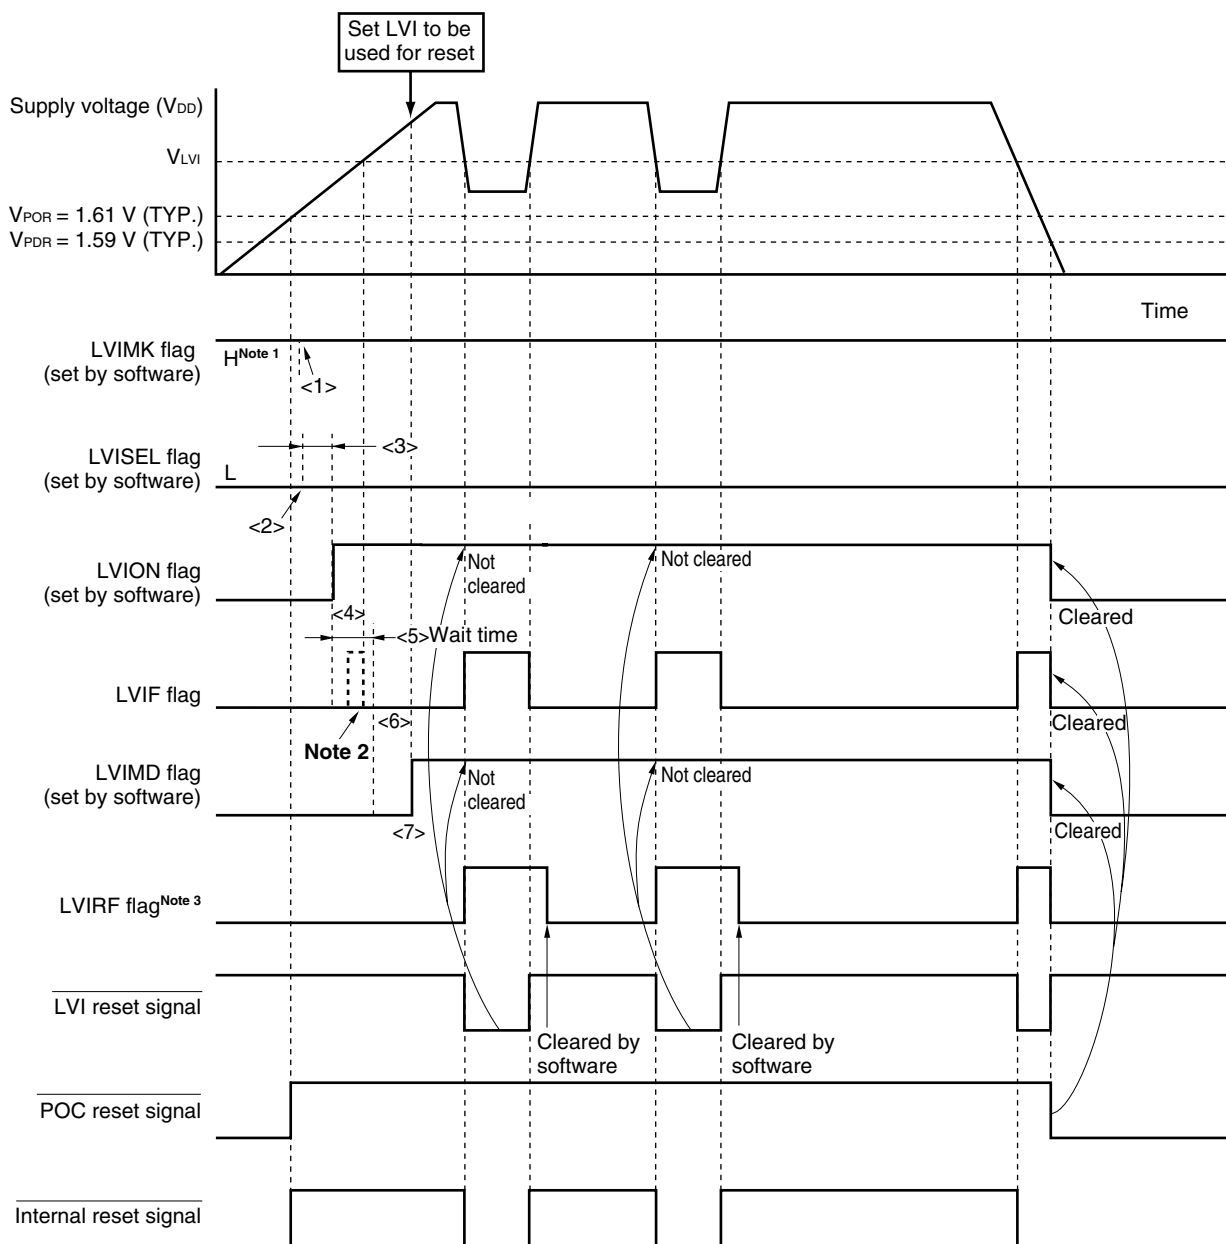 Set LVI to be
used for reset
Supply voltage (VDD)
VLVI
VPOR = 1.61 V (TYP.)
VPDR = 1.59 V (TYP.)
Time
LVIMK flag
(set by software)
H Note 1
<1>
<3>
LVISEL flag
(set by software)
L
<2>
LVION flag
(set by software)
Not
cleared
Not cleared
<4>
Cleared
<5> Wait time
LVIF flag
<6>
Note 2
Cleared
LVIMD flag
(set by software)
Not
cleared
Not cleared
<7>
Cleared
LVIRF flag Note 3
LVI reset signal
Cleared by
software
Cleared by
software
POC reset signal
Internal reset signal